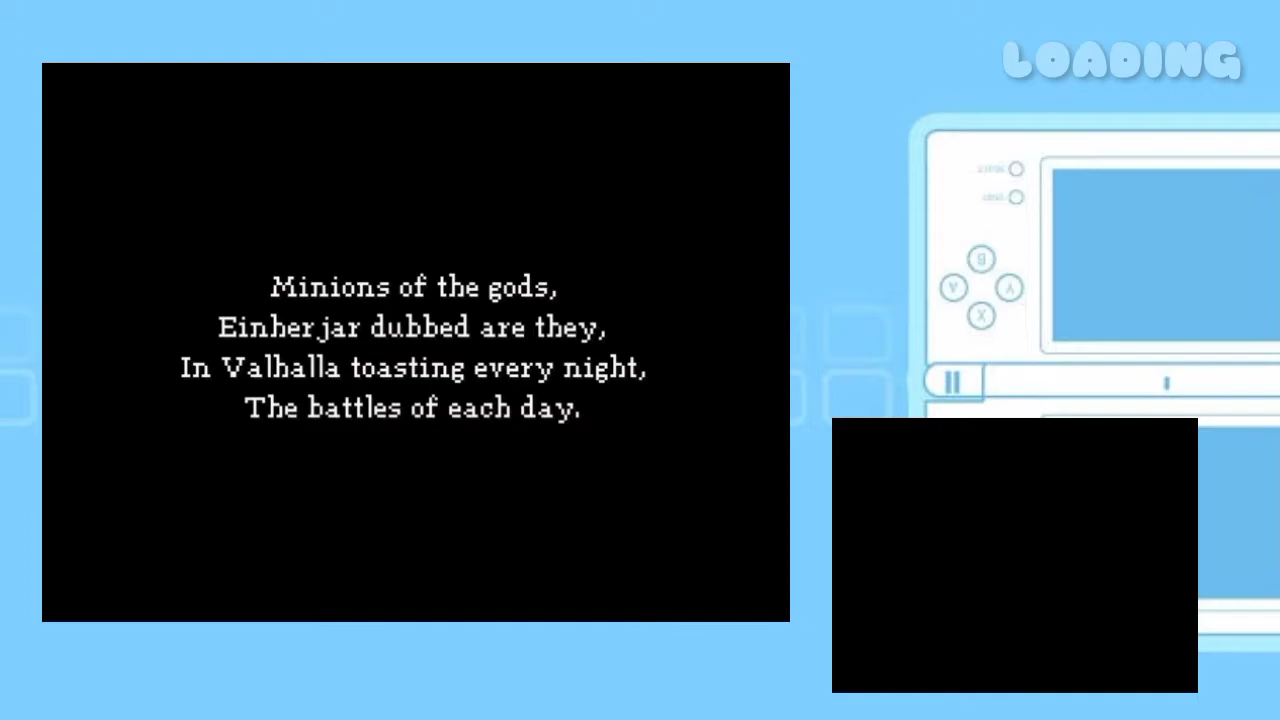 LOADING
Minions of the gods,
Einherjar dubbed are they,
In Valhalla toasting every night,
The battles of each day.
B
A
Y
X